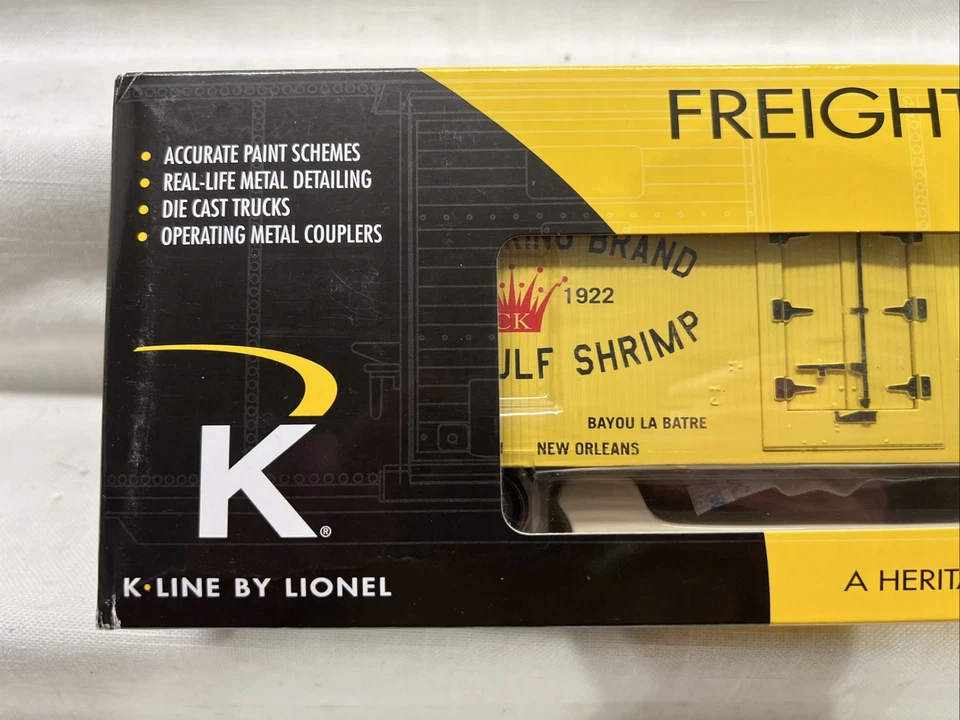 • ACCURATE PAINT SCHEMES
• REAL-LIFE METAL DETAILING
• DIE CAST TRUCKS
• OPERATING METAL COUPLERS
FREIGHT
BRAND
CK
1922
ULF SHRIMP
BAYOU LA BATRE
NEW ORLEANS
K®
K•LINE BY LIONEL
A HERITA